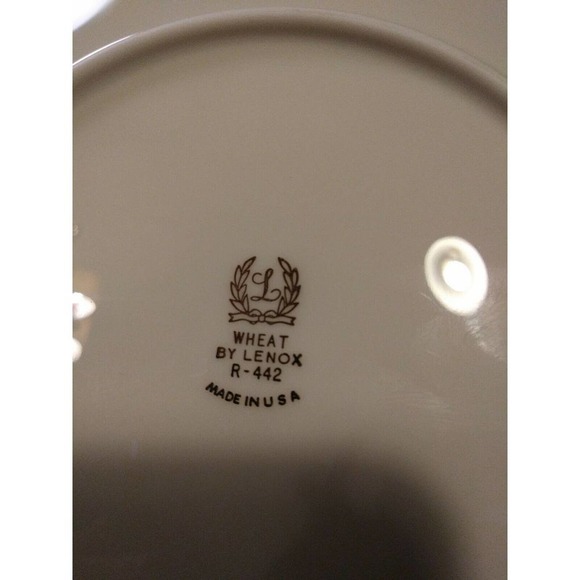 L
WHEAT
BY LENOX
R-442
MADE IN USA